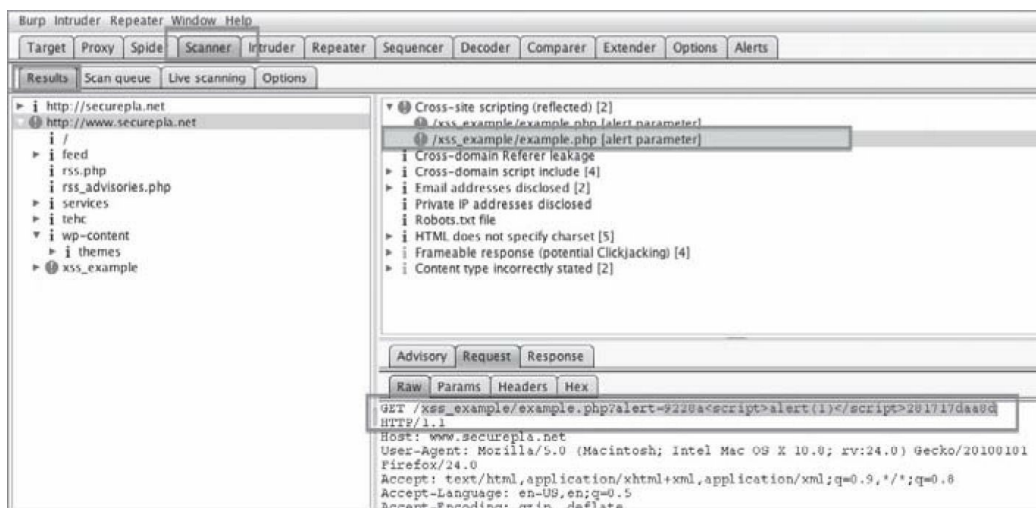 Burp Intruder Repeater Window Help
Target Proxy Spider Scanner Intruder Repeater Sequencer Decoder Comparer Extender Options Alerts
Results Scan queue Live scanning Options
http://securepla.net
http://www.securepla.net
/
feed
rss.php
rss_advisories.php
services
tehc
wp-content
themes
xss_example
Cross-site scripting (reflected) [2]
/xss_example/example.php [alert parameter]
/xss_example/example.php [alert parameter]
Cross-domain Referer leakage
Cross-domain script include [4]
Email addresses disclosed [2]
Private IP addresses disclosed
Robots.txt file
HTML does not specify charset [5]
Frameable response (potential Clickjacking) [4]
Content type incorrectly stated [2]
Advisory Request Response
Raw Params Headers Hex
GET /xss_example/example.php?alert=9228a<script>alert(1)</script>281717daa8d
HTTP/1.1
Host: www.securepla.net
User-Agent: Mozilla/5.0 (Macintosh; Intel Mac OS X 10.8; rv:24.0) Gecko/20100101
Firefox/24.0
Accept: text/html,application/xhtml+xml,application/xml;q=0.9,*/*;q=0.8
Accept-Language: en-US,en;q=0.5
Accept-Encoding: gzip, deflate